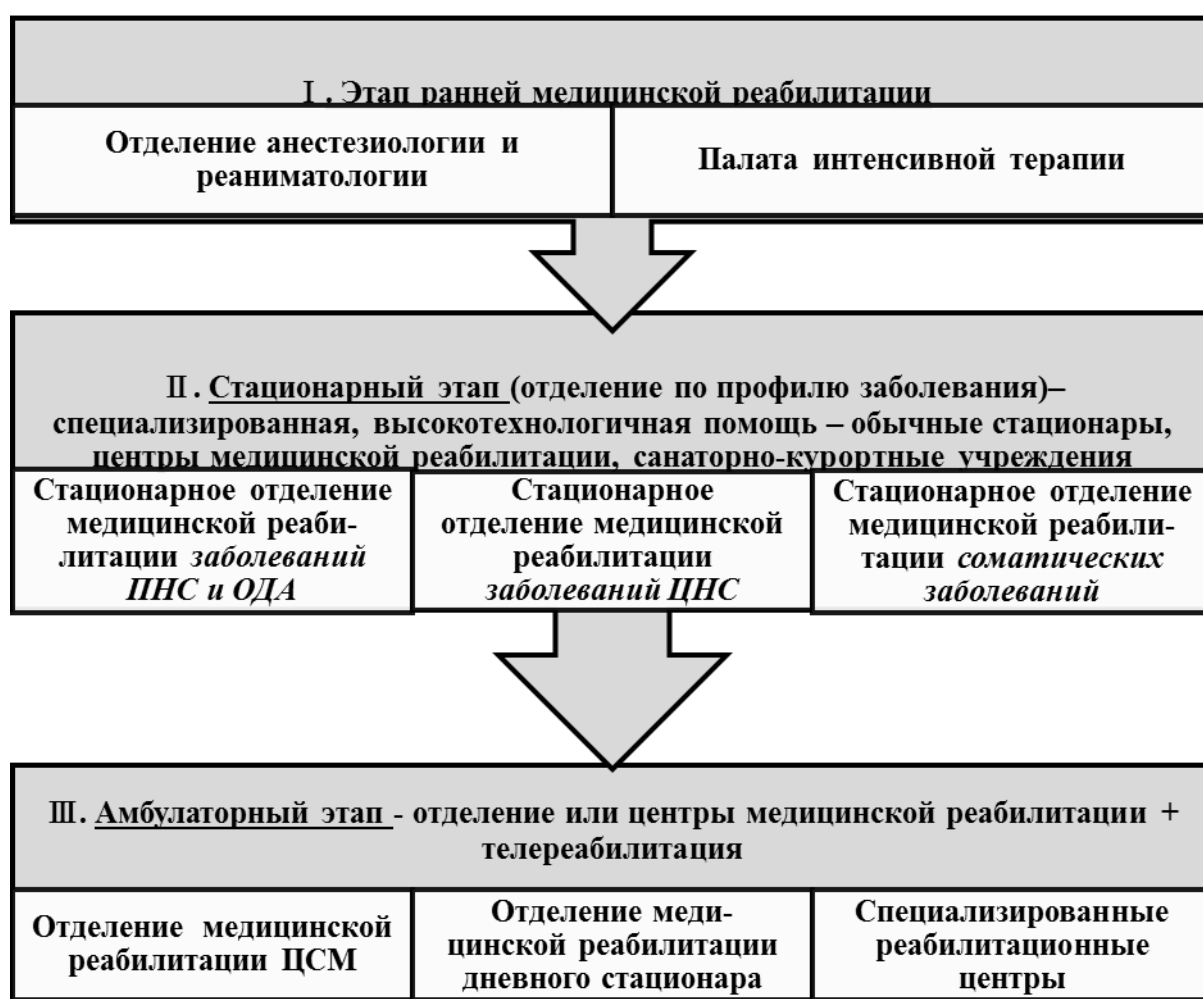 Ⅰ. Этап ранней медицинской реабилитации
Отделение анестезиологии и
реаниматологии
Палата интенсивной терапии
Ⅱ. Стационарный этап (отделение по профилю заболевания)–
специализированная, высокотехнологичная помощь – обычные стационары,
центры медицинской реабилитации, санаторно-курортные учреждения
Стационарное отделение
медицинской реаби-
литации заболеваний
ПНС и ОДА
Стационарное
отделение медицинской
реабилитации
заболеваний ЦНС
Стационарное отделение
медицинской реабили-
тации соматических
заболеваний
Ⅲ. Амбулаторный этап - отделение или центры медицинской реабилитации +
телереабилитация
Отделение медицинской
реабилитации ЦСМ
Отделение меди-
цинской реабилитации
дневного стационара
Специализированные
реабилитационные
центры